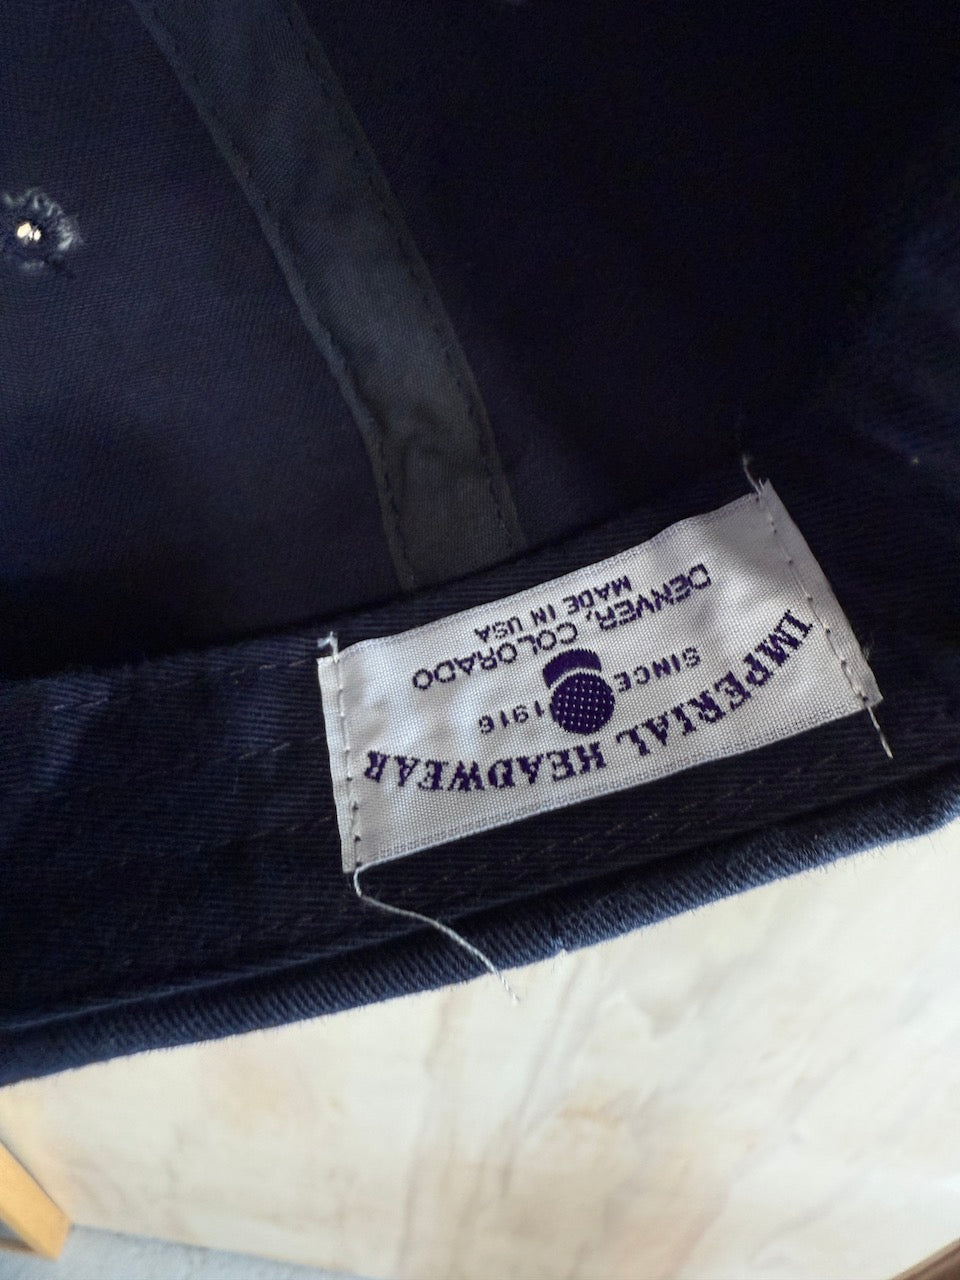 IMPERIAL HEADWEAR
SINCE 1916
DENVER, COLORADO
MADE IN USA